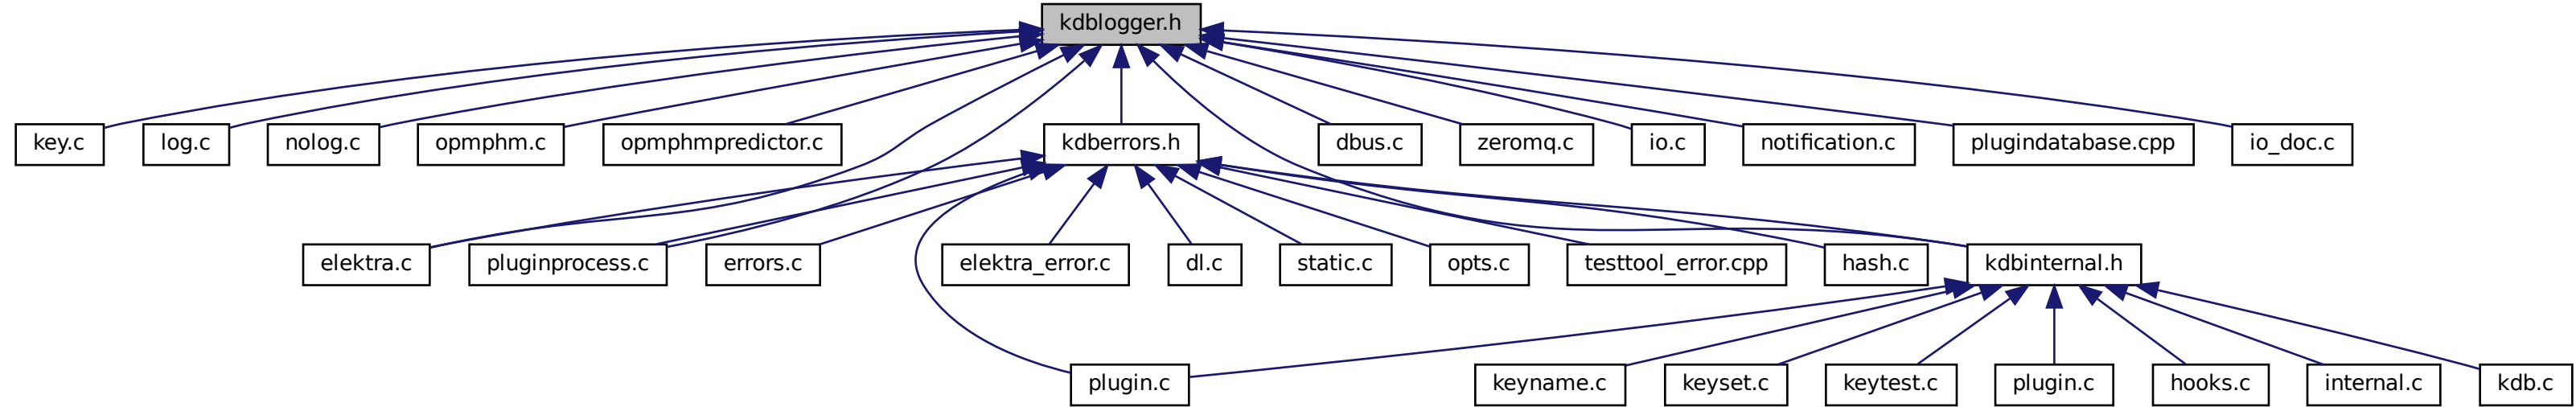 kdblogger.h
key.c
log.c
nolog.c
opmphm.c
opmphmpredictor.c
kdberrors.h
dbus.c
zeromq.c
io.c
notification.c
plugindatabase.cpp
io_doc.c
elektra.c
pluginprocess.c
errors.c
elektra_error.c
dl.c
static.c
opts.c
testtool_error.cpp
hash.c
kdbinternal.h
plugin.c
keyname.c
keyset.c
keytest.c
plugin.c
hooks.c
internal.c
kdb.c